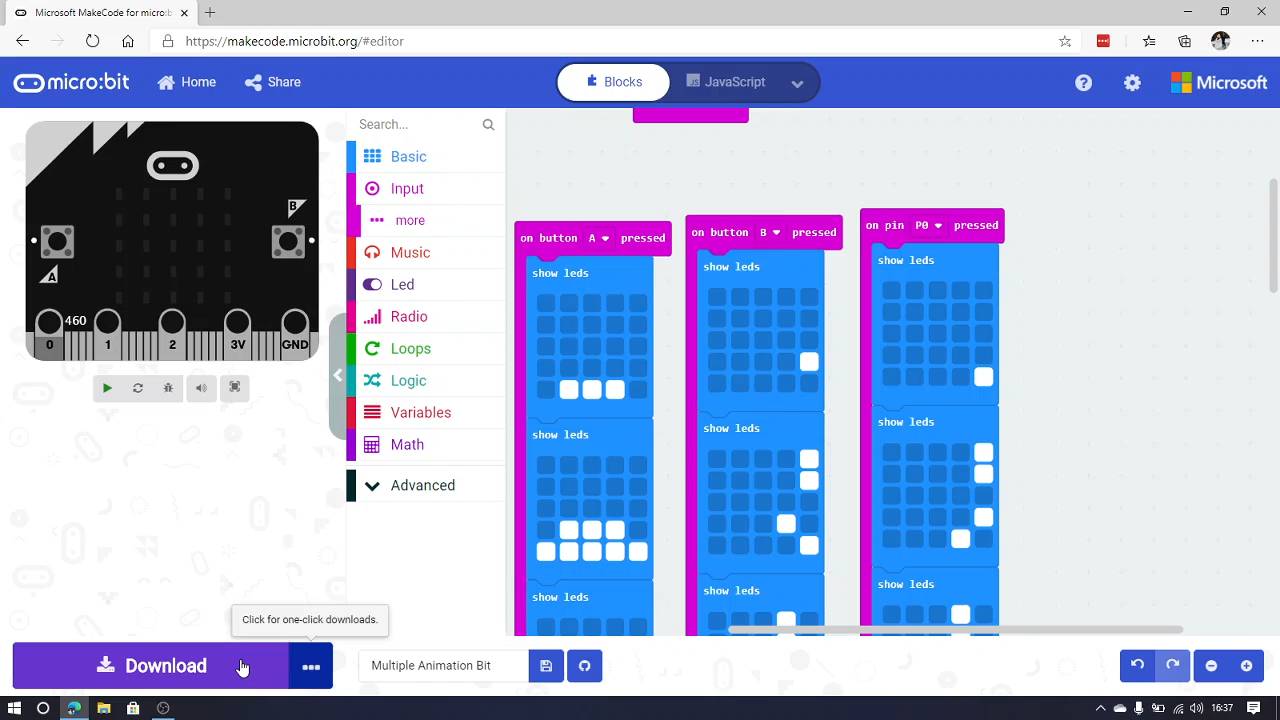 Microsoft MakeCode for micro:b
https://makecode.microbit.org/#editor
micro:bit
Home
Share
Blocks
JavaScript
Microsoft
Search...
Basic
Input
more
Music
Led
Radio
Loops
Logic
Variables
Math
Advanced
B
A
460
0
1
2
3V
GND
on button A pressed
show leds
show leds
show leds
on button B pressed
show leds
show leds
show leds
on pin P0 pressed
show leds
show leds
show leds
Click for one-click downloads.
Download
Multiple Animation Bit
16:37